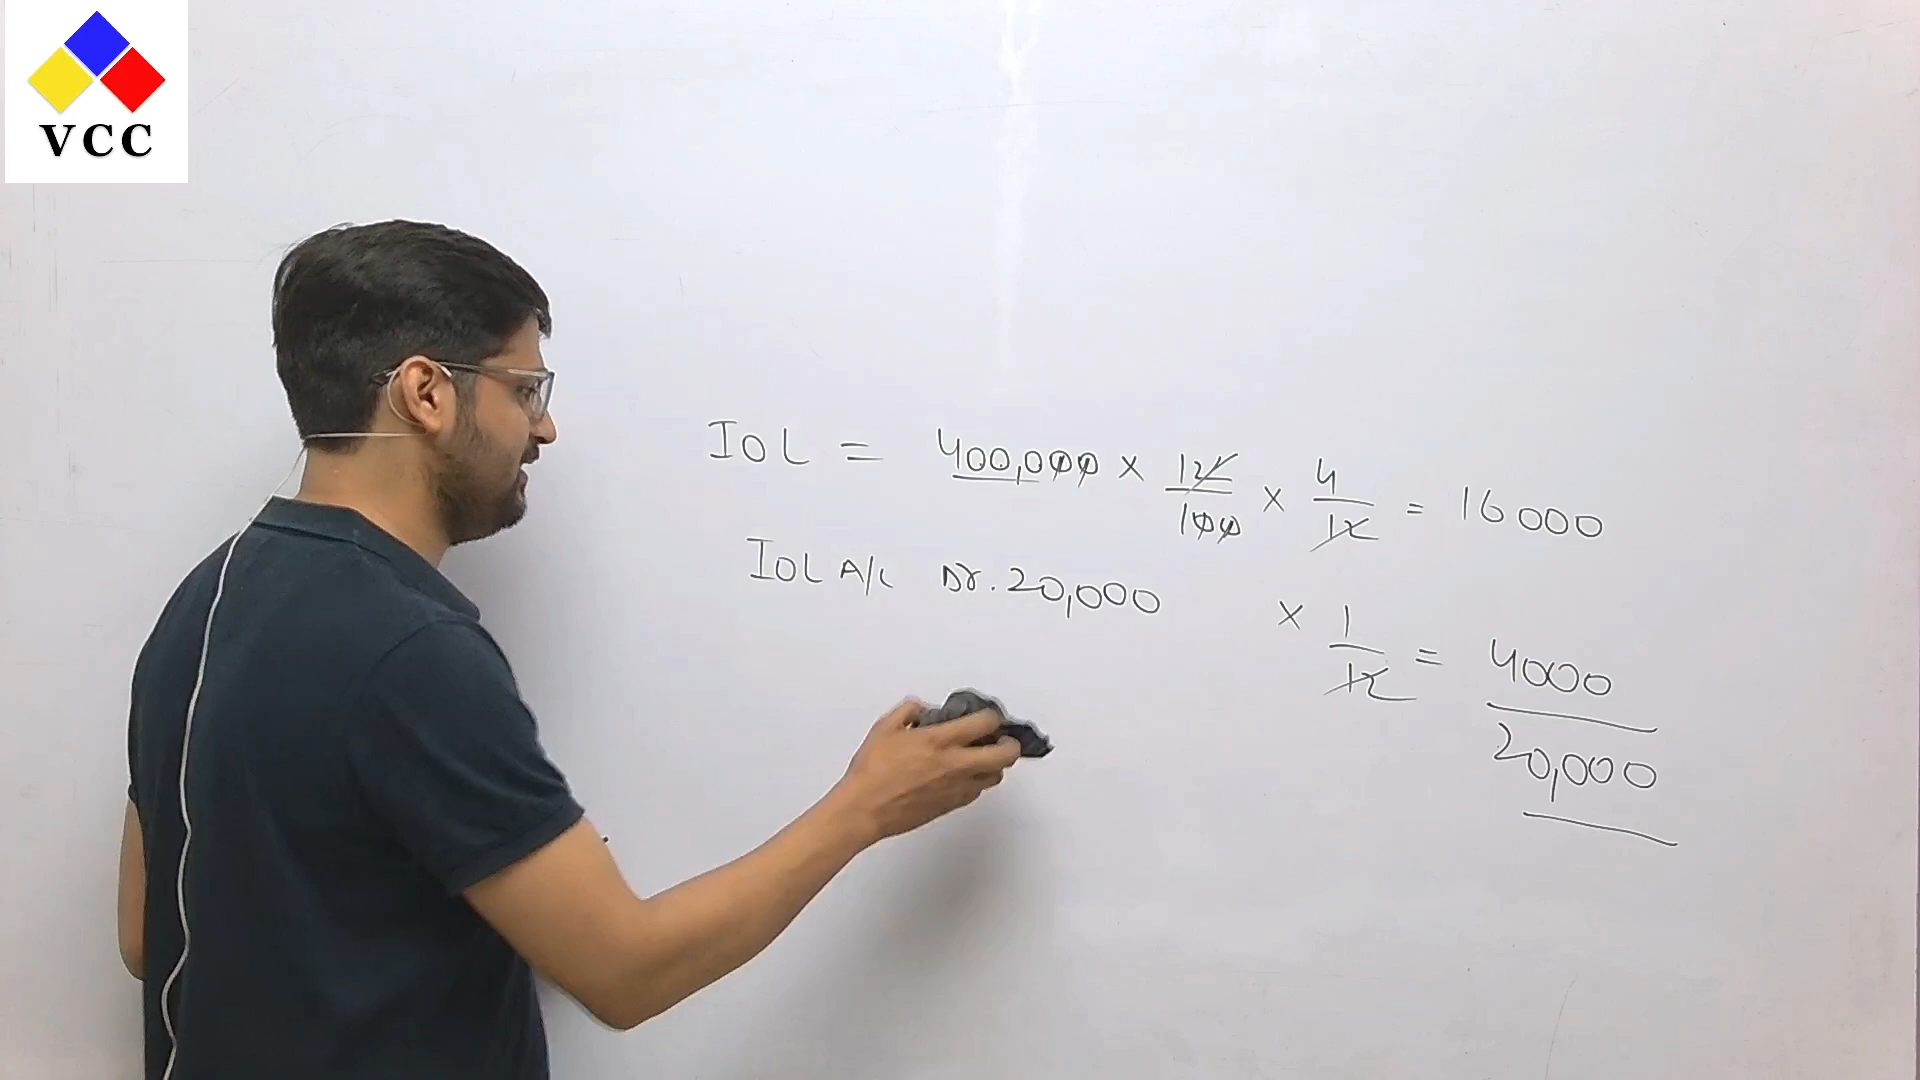 VCC
IOL = 400,000 × 12/100 × 4/12 = 16000
IOL A/c Dr. 20,000
× 1/12 = 4000
20,000